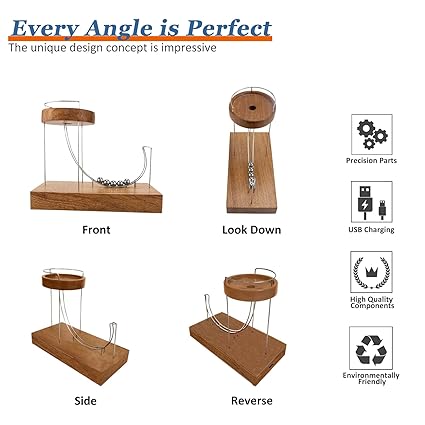 Every Angle is Perfect
The unique design concept is impressive
Front
Look Down
Side
Reverse
Precision Parts
USB Charging
High Quality
Components
Environmentally
Friendly